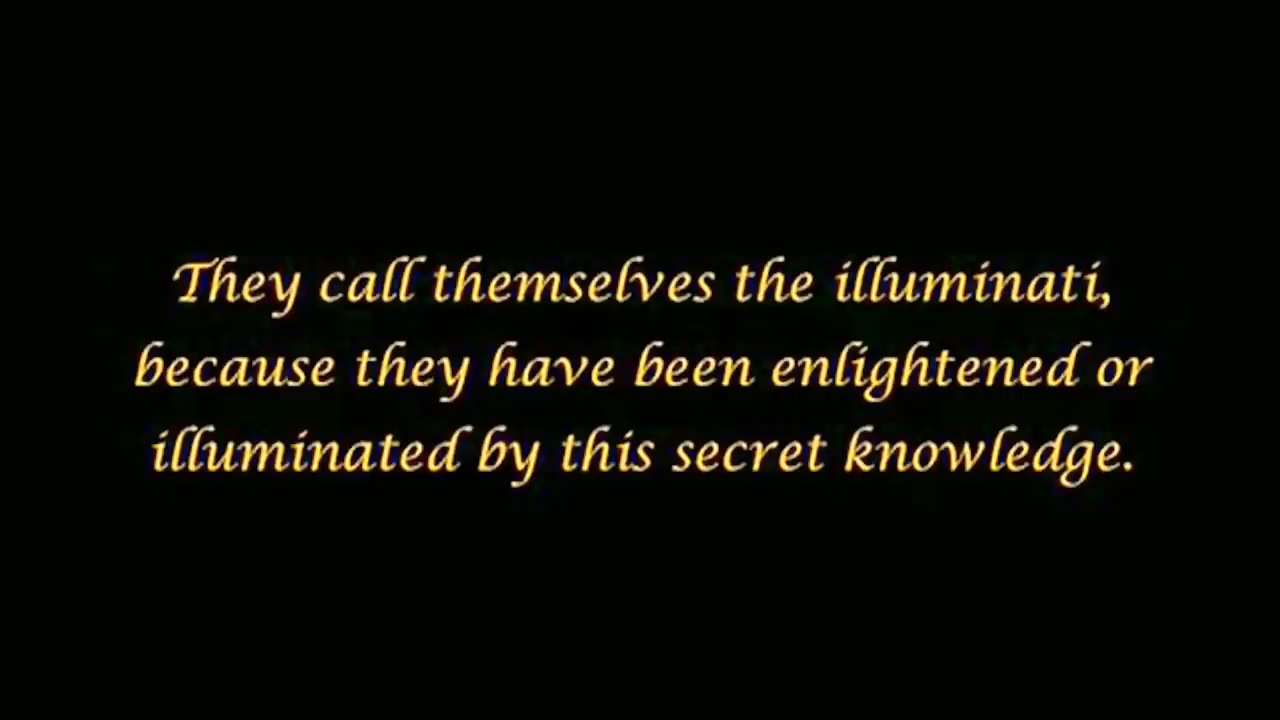 They call themselves the illuminati,
because they have been enlightened or
illuminated by this secret knowledge.